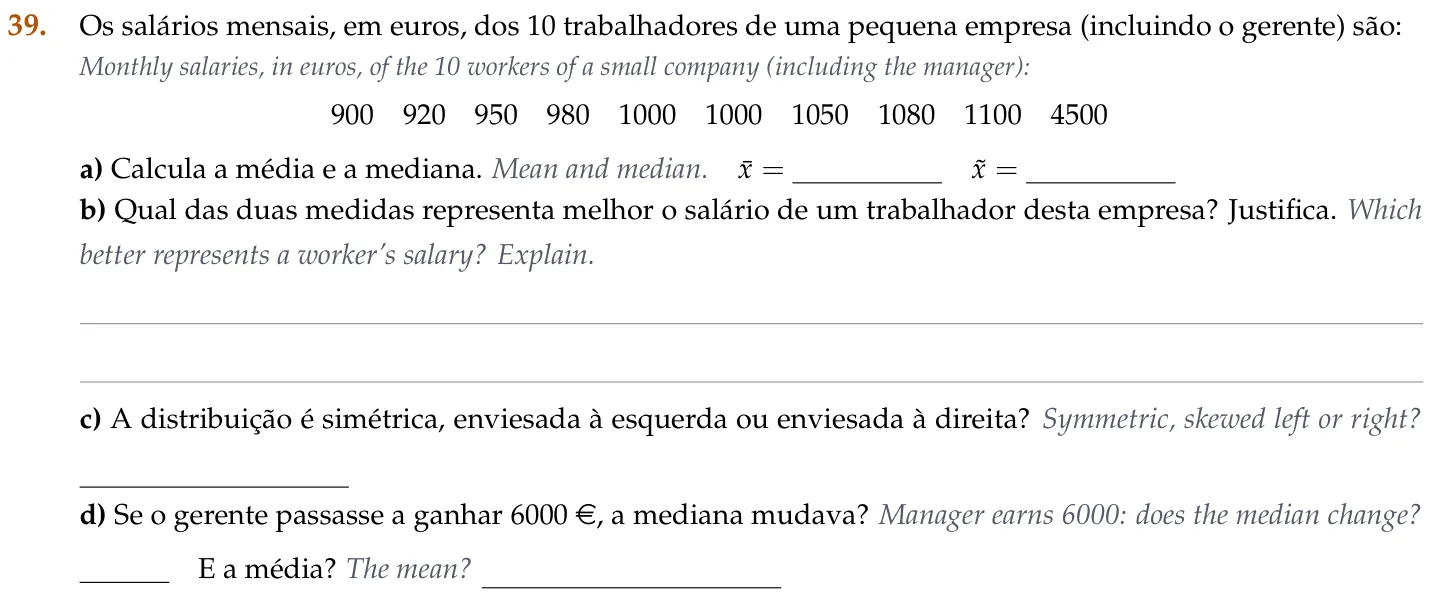 39. Os salários mensais, em euros, dos 10 trabalhadores de uma pequena empresa (incluindo o gerente) são:
Monthly salaries, in euros, of the 10 workers of a small company (including the manager):
900 920 950 980 1000 1000 1050 1080 1100 4500
a) Calcula a média e a mediana. Mean and median. x̄ = __________ x̃ = __________
b) Qual das duas medidas representa melhor o salário de um trabalhador desta empresa? Justifica. Which
better represents a worker's salary? Explain.
c) A distribuição é simétrica, enviesada à esquerda ou enviesada à direita? Symmetric, skewed left or right?
d) Se o gerente passasse a ganhar 6000 €, a mediana mudava? Manager earns 6000: does the median change?
______ E a média? The mean? ____________________